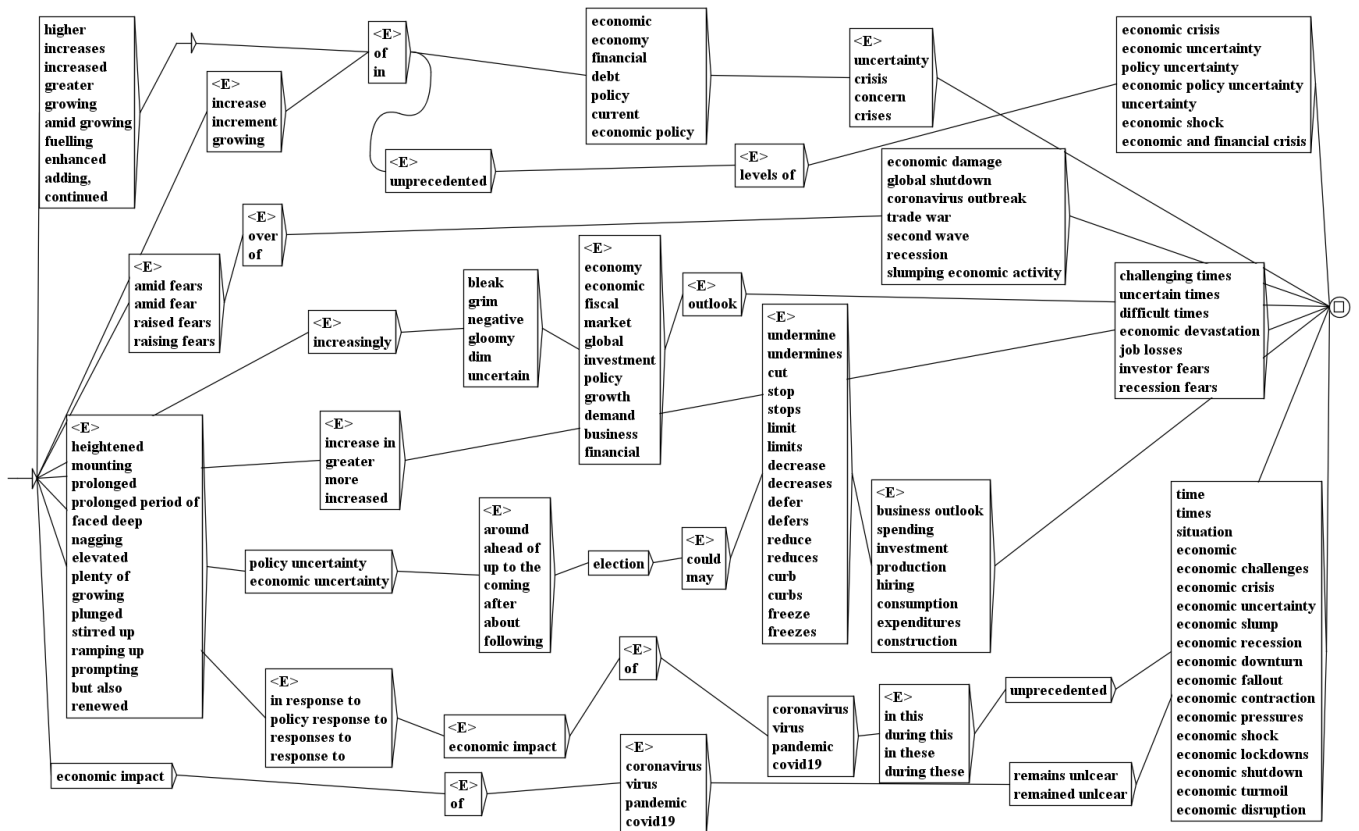 higher
increases
increased
greater
growing
amid growing
fuelling
enhanced
adding,
continued
<E>
increase
increment
growing
<E>
of
in
<E>
unprecedented
economic
economy
financial
debt
policy
current
economic policy
<E>
levels of
<E>
uncertainty
crisis
concern
crises
economic crisis
economic uncertainty
policy uncertainty
economic policy uncertainty
uncertainty
economic shock
economic and financial crisis
<E>
amid fears
amid fear
raised fears
raising fears
<E>
over
of
economic damage
global shutdown
coronavirus outbreak
trade war
second wave
recession
slumping economic activity
<E>
increasingly
bleak
grim
negative
gloomy
dim
uncertain
<E>
economy
economic
fiscal
market
global
investment
policy
growth
demand
business
financial
<E>
outlook
challenging times
uncertain times
difficult times
economic devastation
job losses
investor fears
recession fears
<E>
heightened
mounting
prolonged
prolonged period of
faced deep
nagging
elevated
plenty of
growing
plunged
stirred up
ramping up
prompting
but also
renewed
<E>
increase in
greater
more
increased
policy uncertainty
economic uncertainty
<E>
around
ahead of
up to the
coming
after
about
following
election
<E>
could
may
<E>
undermine
undermines
cut
stop
stops
limit
limits
decrease
decreases
defer
defers
reduce
reduces
curb
curbs
freeze
freezes
<E>
business outlook
spending
investment
production
hiring
consumption
expenditures
construction
<E>
in response to
policy response to
responses to
response to
<E>
economic impact
<E>
of
coronavirus
virus
pandemic
covid19
<E>
in this
during this
in these
during these
unprecedented
time
times
situation
economic
economic challenges
economic crisis
economic uncertainty
economic slump
economic recession
economic downturn
economic fallout
economic contraction
economic pressures
economic shock
economic lockdowns
economic shutdown
economic turmoil
economic disruption
economic impact
<E>
of
<E>
coronavirus
virus
pandemic
covid19
remains unlcear
remained unlcear